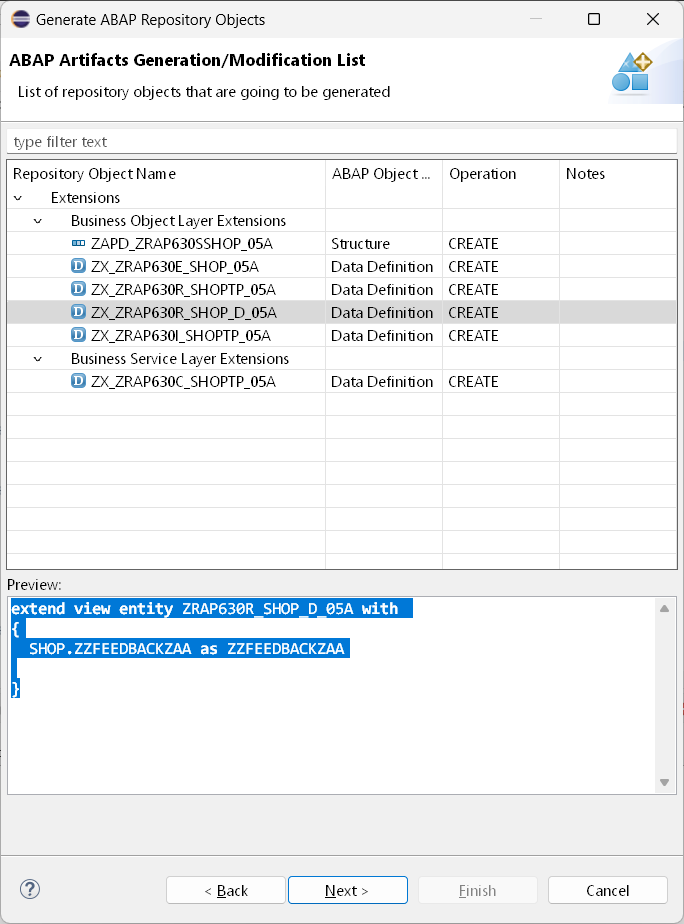 Generate ABAP Repository Objects
ABAP Artifacts Generation/Modification List
List of repository objects that are going to be generated
type filter text
Repository Object Name ABAP Object ... Operation Notes
Extensions
Business Object Layer Extensions
ZAPD_ZRAP630SSHOP_05A Structure CREATE
D ZX_ZRAP630E_SHOP_05A Data Definition CREATE
D ZX_ZRAP630R_SHOPTP_05A Data Definition CREATE
D ZX_ZRAP630R_SHOP_D_05A Data Definition CREATE
D ZX_ZRAP630I_SHOPTP_05A Data Definition CREATE
Business Service Layer Extensions
D ZX_ZRAP630C_SHOPTP_05A Data Definition CREATE
Preview:
extend view entity ZRAP630R_SHOP_D_05A with
{
SHOP.ZZFEEDBACKZAA as ZZFEEDBACKZAA
}
? < Back Next > Finish Cancel